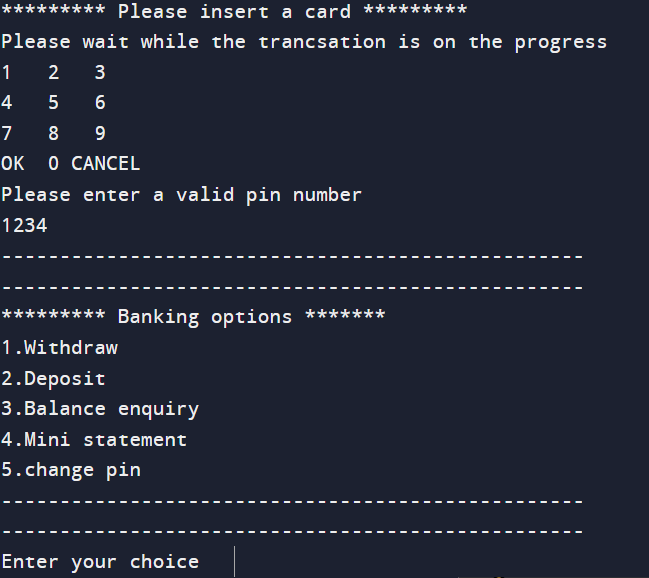 ********* Please insert a card *********
Please wait while the trancsation is on the progress
1   2   3
4   5   6
7   8   9
OK  0 CANCEL
Please enter a valid pin number
1234
--------------------------------------------------
--------------------------------------------------
********* Banking options *******
1.Withdraw
2.Deposit
3.Balance enquiry
4.Mini statement
5.change pin
--------------------------------------------------
--------------------------------------------------
Enter your choice